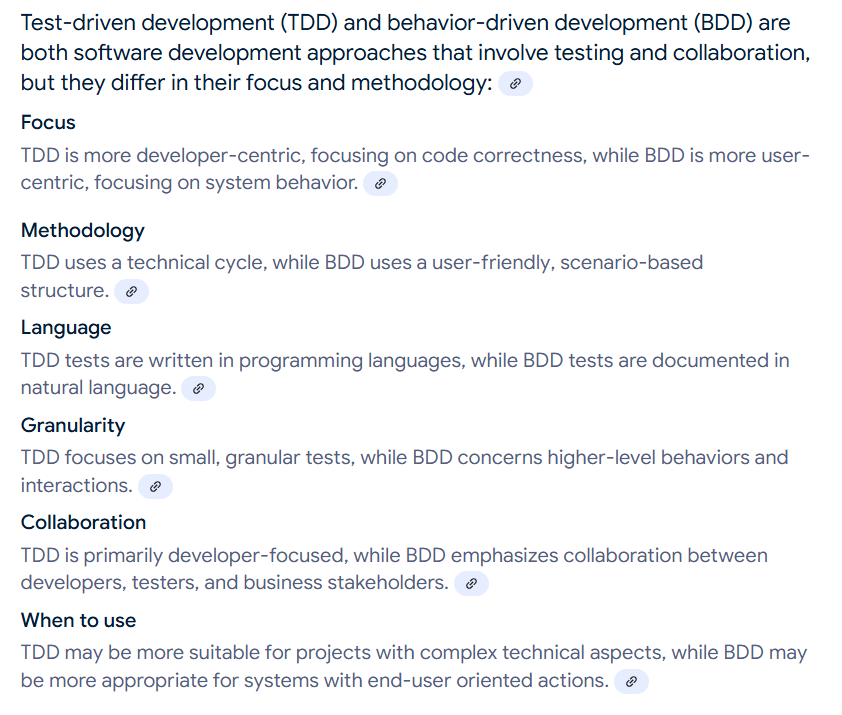 Test-driven development (TDD) and behavior-driven development (BDD) are
both software development approaches that involve testing and collaboration,
but they differ in their focus and methodology:
Focus
TDD is more developer-centric, focusing on code correctness, while BDD is more user-
centric, focusing on system behavior.
Methodology
TDD uses a technical cycle, while BDD uses a user-friendly, scenario-based
structure.
Language
TDD tests are written in programming languages, while BDD tests are documented in
natural language.
Granularity
TDD focuses on small, granular tests, while BDD concerns higher-level behaviors and
interactions.
Collaboration
TDD is primarily developer-focused, while BDD emphasizes collaboration between
developers, testers, and business stakeholders.
When to use
TDD may be more suitable for projects with complex technical aspects, while BDD may
be more appropriate for systems with end-user oriented actions.